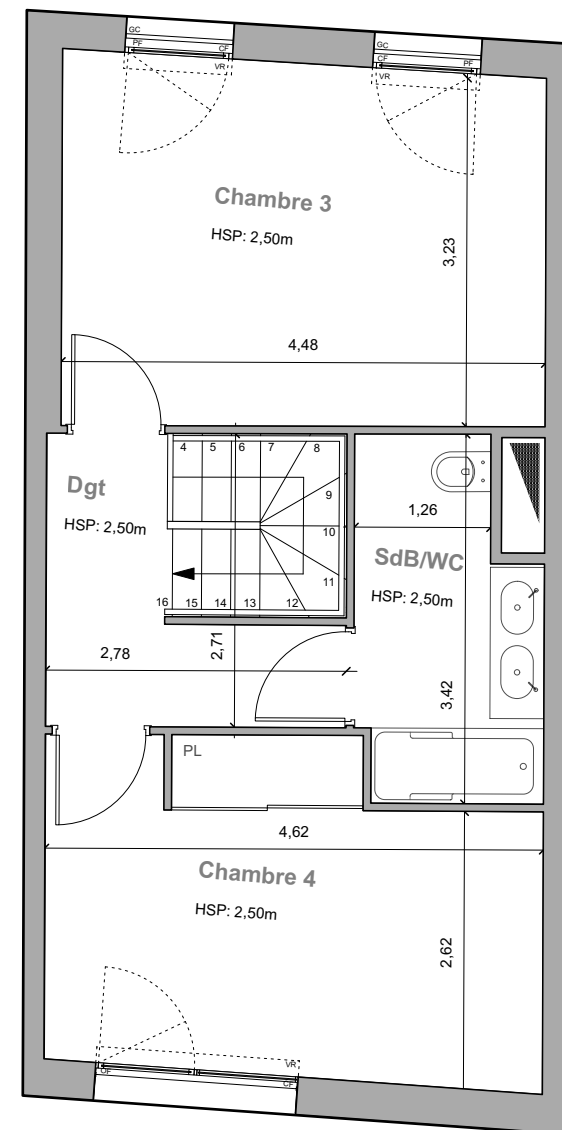 GC
PF CF
VR
GC
CF PF
VR
Chambre 3
HSP: 2,50m
3,23
4,48
4 5 6 7 8
9
10
11
12
13
14
15
16
Dgt
HSP: 2,50m
1,26
SdB/WC
HSP: 2,50m
2,78
2,71
3,42
PL
4,62
Chambre 4
HSP: 2,50m
2,62
VR
OF
CF